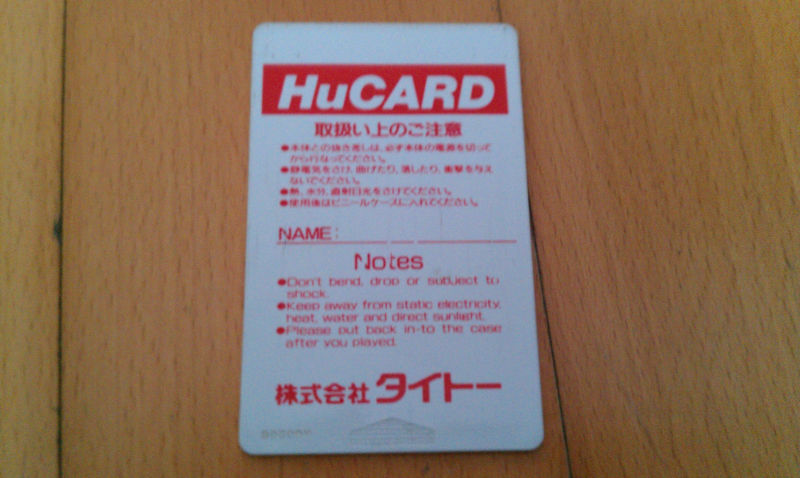 HuCARD
取扱い上のご注意
●本体との抜き差しは、必ず本体の電源を切って
からおこなってください。
●静電気をさけ、曲げたり、濡したり、衝撃を与え
ないでください。
●熱、水分、直射日光をさけてください。
●使用後はビニールケースに入れてください。
NAME:
Notes
●Don't bend, drop or subject to
shock.
●Keep away from static electricity,
heat, water and direct sunlight.
●Please put back in-to the case
after you played.
株式会社 タイトー